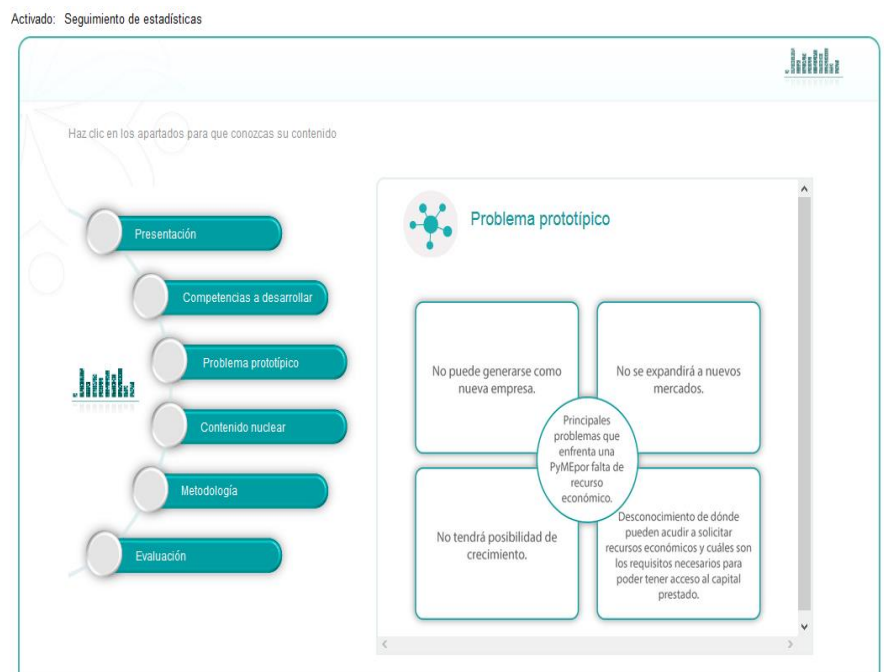 Activado: Seguimiento de estadísticas
Haz clic en los apartados para que conozcas su contenido
Presentación
Competencias a desarrollar
Problema prototípico
Contenido nuclear
Metodología
Evaluación
Problema prototípico
No puede generarse como
nueva empresa.
No se expandirá a nuevos
mercados.
Principales
problemas que
enfrenta una
PyMEpor falta de
recurso
económico.
No tendrá posibilidad de
crecimiento.
Desconocimiento de dónde
pueden acudir a solicitar
recursos económicos y cuáles son
los requisitos necesarios para
poder tener acceso al capital
prestado.